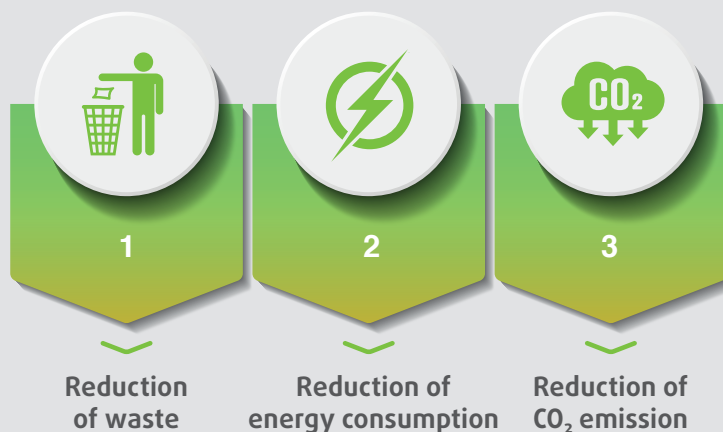 CO₂
1
2
3
Reduction
of waste
Reduction of
energy consumption
Reduction of
CO₂ emission